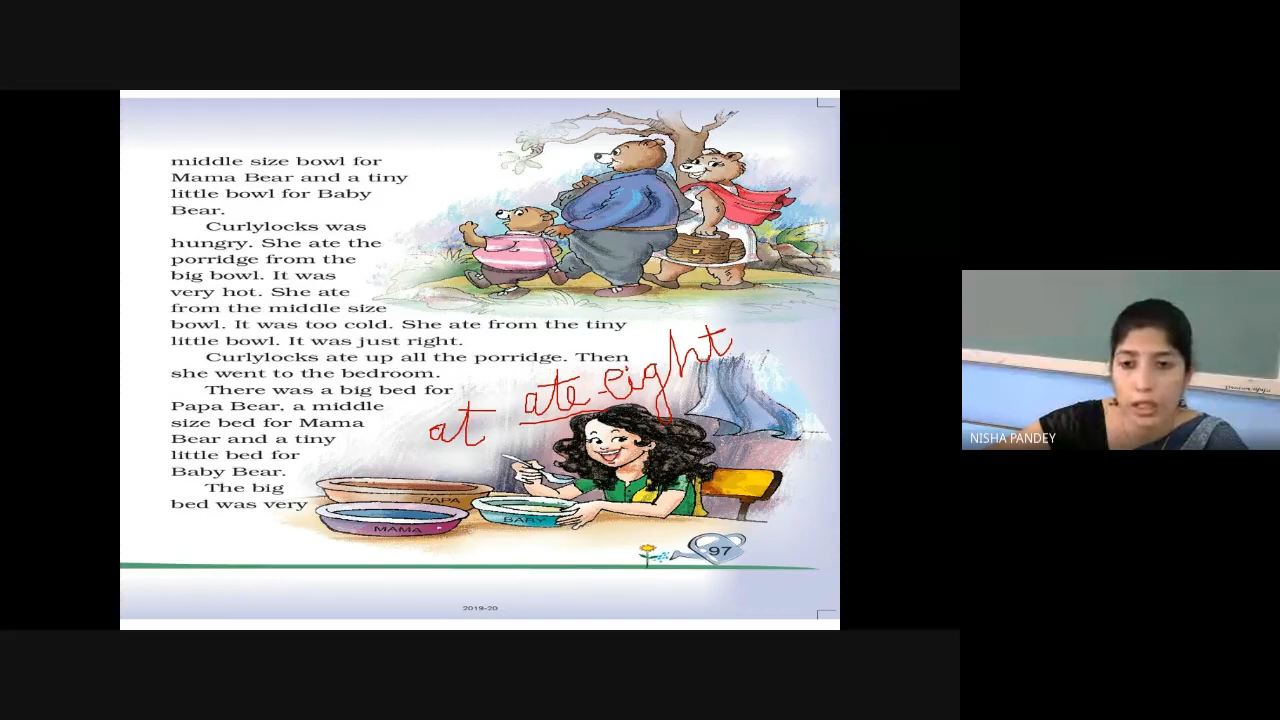 middle size bowl for
Mama Bear and a tiny
little bowl for Baby
Bear.
Curlylocks was
hungry. She ate the
porridge from the
big bowl. It was
very hot. She ate
from the middle size
bowl. It was too cold. She ate from the tiny
little bowl. It was just right.
Curlylocks ate up all the porridge. Then
she went to the bedroom.
There was a big bed for
Papa Bear, a middle
size bed for Mama
Bear and a tiny
little bed for
Baby Bear.
The big
bed was very
at ate eight
PAPA
MAMA
BABY
97
2019-20
NISHA PANDEY